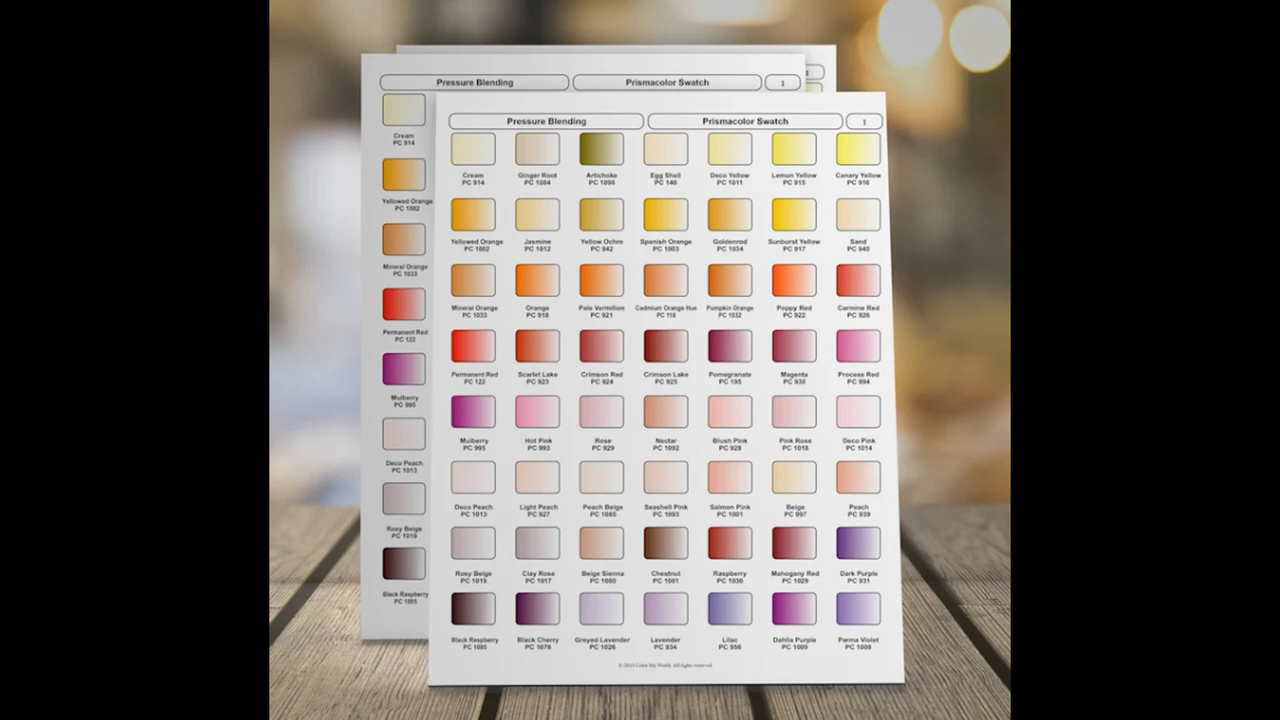 Pressure Blending Prismacolor Swatch 1
Cream
PC 914
Yellowed Orange
PC 1002
Mineral Orange
PC 1033
Permanent Red
PC 122
Mulberry
PC 995
Deco Peach
PC 1013
Rosy Beige
PC 1019
Black Raspberry
PC 1095
Pressure Blending Prismacolor Swatch 1
Cream Ginger Root Artichoke Egg Shell Deco Yellow Lemon Yellow Canary Yellow
PC 914 PC 1084 PC 1098 PC 140 PC 1011 PC 915 PC 916
Yellowed Orange Jasmine Yellow Ochre Spanish Orange Goldenrod Sunburst Yellow Sand
PC 1002 PC 1012 PC 942 PC 1003 PC 1034 PC 917 PC 940
Mineral Orange Orange Pale Vermilion Cadmium Orange Hue Pumpkin Orange Poppy Red Carmine Red
PC 1033 PC 918 PC 921 PC 118 PC 1032 PC 922 PC 926
Permanent Red Scarlet Lake Crimson Red Crimson Lake Pomegranate Magenta Process Red
PC 122 PC 923 PC 924 PC 925 PC 195 PC 930 PC 994
Mulberry Hot Pink Rose Nectar Blush Pink Pink Rose Deco Pink
PC 995 PC 993 PC 929 PC 1092 PC 928 PC 1018 PC 1014
Deco Peach Light Peach Peach Beige Seashell Pink Salmon Pink Beige Peach
PC 1013 PC 927 PC 1085 PC 1093 PC 1001 PC 997 PC 939
Rosy Beige Clay Rose Beige Sienna Chestnut Raspberry Mahogany Red Dark Purple
PC 1019 PC 1017 PC 1080 PC 1081 PC 1030 PC 1029 PC 931
Black Raspberry Black Cherry Greyed Lavender Lavender Lilac Dahlia Purple Parma Violet
PC 1095 PC 1078 PC 1026 PC 934 PC 956 PC 1009 PC 1008
Color My World, All rights reserved